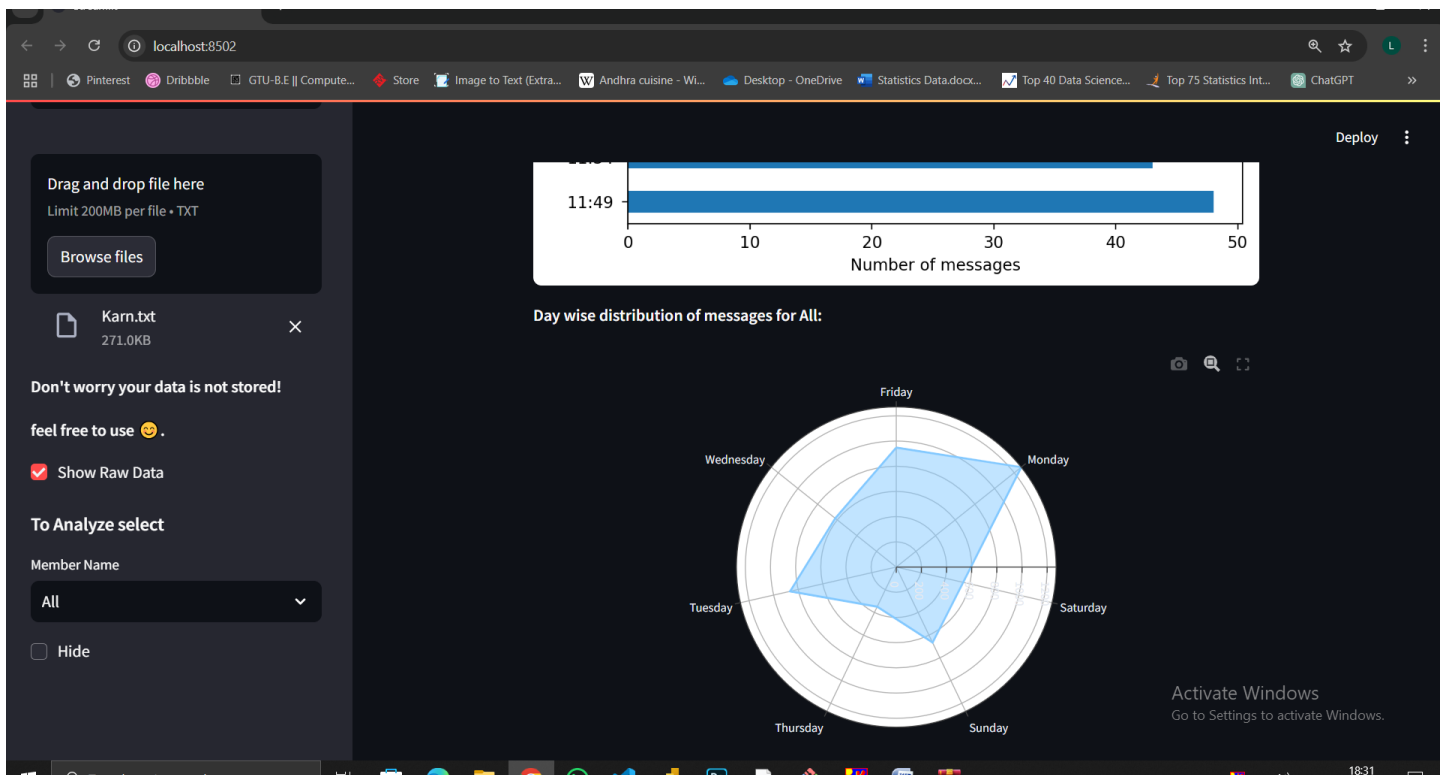 localhost:8502
Pinterest
Dribbble
GTU-B.E || Compute...
Store
Image to Text (Extra...
Andhra cuisine - Wi...
Desktop - OneDrive
Statistics Data.docx...
Top 40 Data Science...
Top 75 Statistics Int...
ChatGPT
L
Deploy
Drag and drop file here
Limit 200MB per file • TXT
Browse files
Karn.txt
271.0KB
Don't worry your data is not stored!
feel free to use 😊 .
Show Raw Data
To Analyze select
Member Name
All
Hide
11:49
0 10 20 30 40 50
Number of messages
Day wise distribution of messages for All:
Friday
Wednesday
Monday
Tuesday
Saturday
Thursday
Sunday
Activate Windows
Go to Settings to activate Windows.
18:31